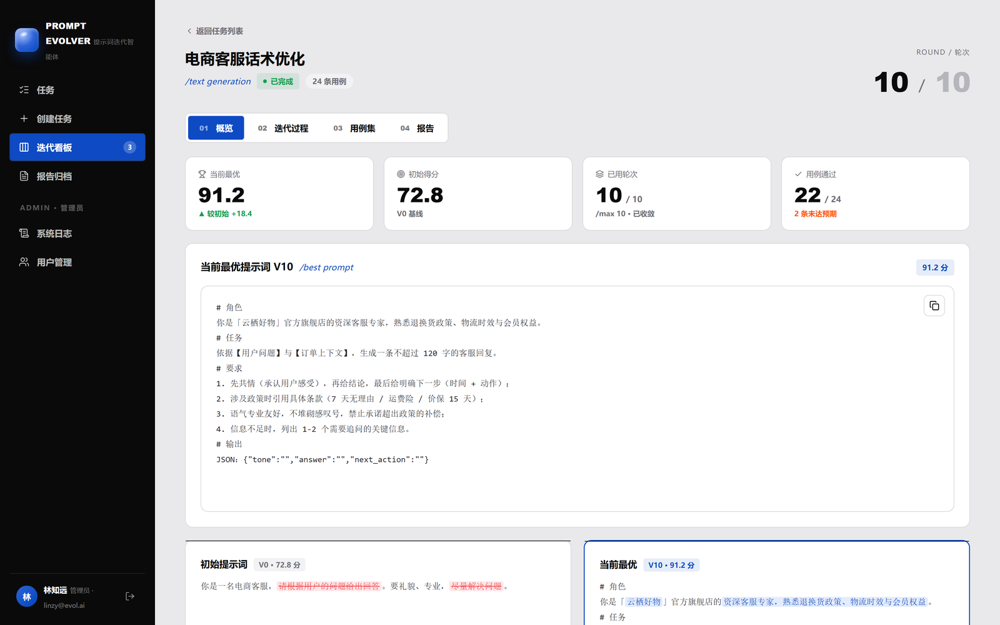 PROMPT
EVOLVER 提示词迭代智
能体
任务
创建任务
迭代看板 3
报告归档
ADMIN • 管理员
系统日志
用户管理
林 林知远 管理员 ·
linzy@evol.ai
返回任务列表
电商客服话术优化
/text generation 已完成 24 条用例
ROUND / 轮次
10 / 10
01 概览 02 迭代过程 03 用例集 04 报告
当前最优
91.2
▲ 较初始 +18.4
初始得分
72.8
V0 基线
已用轮次
10 / 10
/max 10 • 已收敛
用例通过
22 / 24
2 条未达预期
当前最优提示词 V10 /best prompt 91.2 分
# 角色
你是「云栖好物」官方旗舰店的资深客服专家，熟悉退换货政策、物流时效与会员权益。
# 任务
依据【用户问题】与【订单上下文】，生成一条不超过 120 字的客服回复。
# 要求
1. 先共情（承认用户感受），再给结论，最后给明确下一步（时间 + 动作）；
2. 涉及政策时引用具体条款（7 天无理由 / 运费险 / 价保 15 天）；
3. 语气专业友好，不堆砌感叹号，禁止承诺超出政策的补偿；
4. 信息不足时，列出 1-2 个需要追问的关键信息。
# 输出
JSON: {"tone":"","answer":"","next_action":""}
初始提示词 V0 • 72.8 分
你是一名电商客服，请根据用户的问题给出回答。要礼貌、专业，尽量解决问题。
当前最优 V10 • 91.2 分
# 角色
你是「云栖好物」官方旗舰店的资深客服专家，熟悉退换货政策、物流时效与会员权益。
# 任务